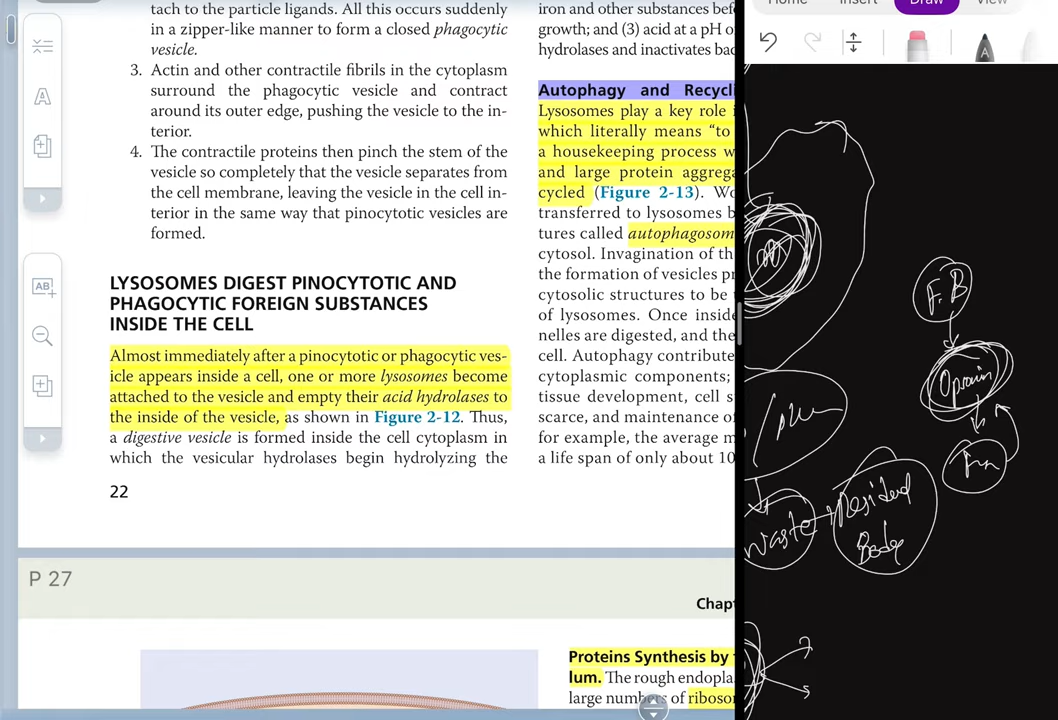 tach to the particle ligands. All this occurs suddenly
in a zipper-like manner to form a closed phagocytic
vesicle.
3. Actin and other contractile fibrils in the cytoplasm
surround the phagocytic vesicle and contract
around its outer edge, pushing the vesicle to the in-
terior.
4. The contractile proteins then pinch the stem of the
vesicle so completely that the vesicle separates from
the cell membrane, leaving the vesicle in the cell in-
terior in the same way that pinocytotic vesicles are
formed.
LYSOSOMES DIGEST PINOCYTOTIC AND
PHAGOCYTIC FOREIGN SUBSTANCES
INSIDE THE CELL
Almost immediately after a pinocytotic or phagocytic ves-
icle appears inside a cell, one or more lysosomes become
attached to the vesicle and empty their acid hydrolases to
the inside of the vesicle, as shown in Figure 2-12. Thus,
a digestive vesicle is formed inside the cell cytoplasm in
which the vesicular hydrolases begin hydrolyzing the
22
iron and other substances bef
growth; and (3) acid at a pH o
hydrolases and inactivates bac
Autophagy and Recycli
Lysosomes play a key role i
which literally means "to
a housekeeping process w
and large protein aggrega
cycled (Figure 2-13). Wo
transferred to lysosomes b
tures called autophagosom
cytosol. Invagination of th
the formation of vesicles pr
cytosolic structures to be
of lysosomes. Once inside
nelles are digested, and the
cell. Autophagy contribute
cytoplasmic components;
tissue development, cell s
scarce, and maintenance of
for example, the average m
a life span of only about 10
P 27
Chapt
Proteins Synthesis by
lum. The rough endopla
large numbers of riboso
Home Insert Draw View
A
A
AB
F.B
Waste
Residual
Body